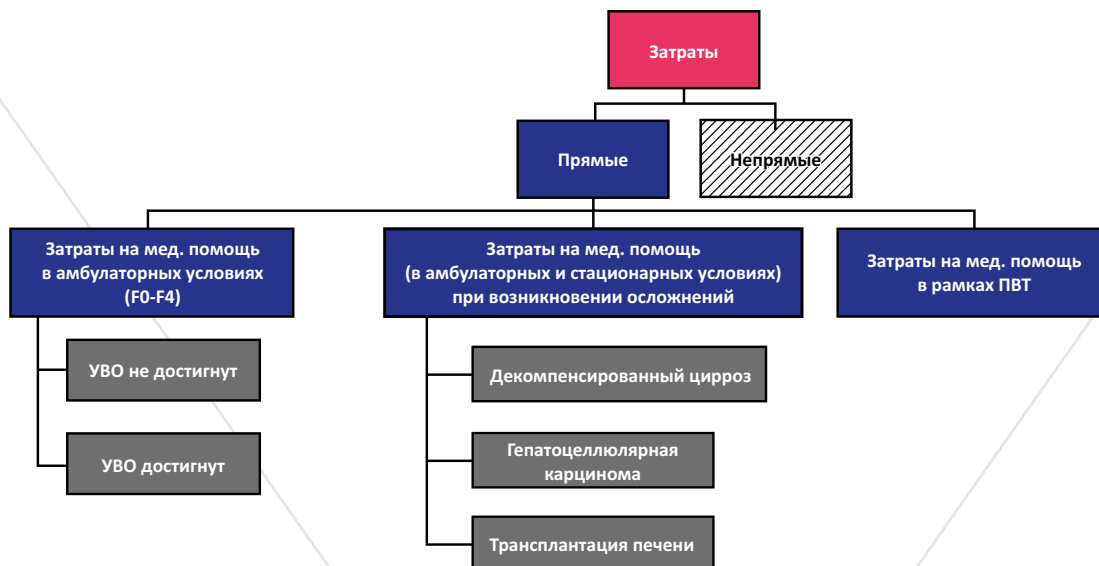 Затраты
Прямые
Непрямые
Затраты на мед. помощь
в амбулаторных условиях
(F0-F4)
Затраты на мед. помощь
(в амбулаторных и стационарных условиях)
при возникновении осложнений
Затраты на мед. помощь
в рамках ПВТ
УВО не достигнут
УВО достигнут
Декомпенсированный цирроз
Гепатоцеллюлярная
карцинома
Трансплантация печени